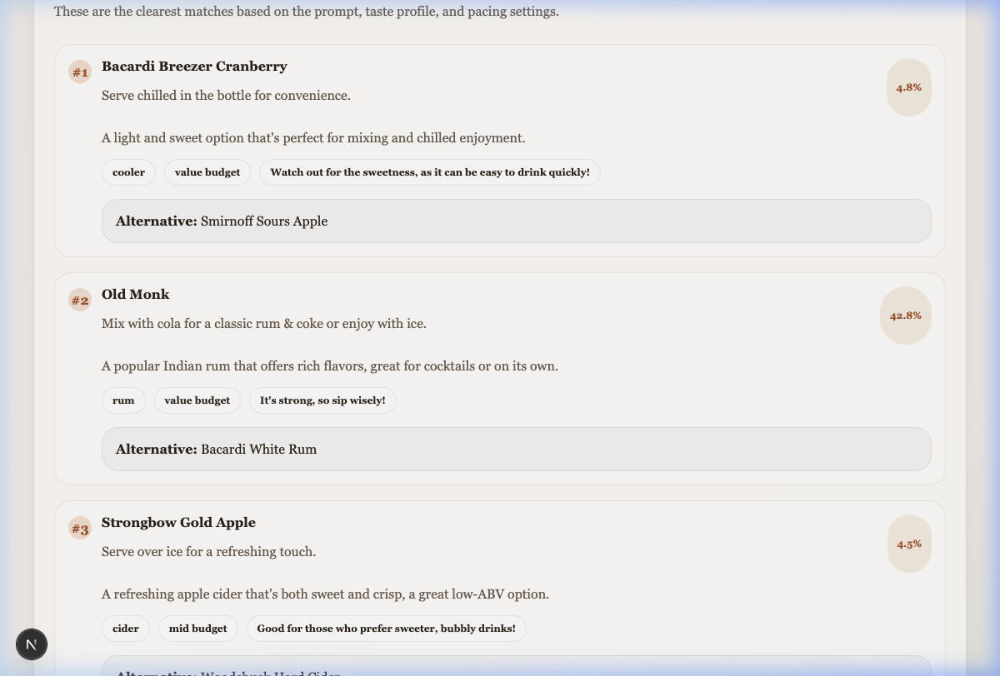 These are the clearest matches based on the prompt, taste profile, and pacing settings.
#1
Bacardi Breezer Cranberry
4.8%
Serve chilled in the bottle for convenience.
A light and sweet option that's perfect for mixing and chilled enjoyment.
cooler
value budget
Watch out for the sweetness, as it can be easy to drink quickly!
Alternative: Smirnoff Sours Apple
#2
Old Monk
42.8%
Mix with cola for a classic rum & coke or enjoy with ice.
A popular Indian rum that offers rich flavors, great for cocktails or on its own.
rum
value budget
It's strong, so sip wisely!
Alternative: Bacardi White Rum
#3
Strongbow Gold Apple
4.5%
Serve over ice for a refreshing touch.
A refreshing apple cider that’s both sweet and crisp, a great low-ABV option.
cider
mid budget
Good for those who prefer sweeter, bubbly drinks!
Alternative: Woodchuck Hard Cider
N